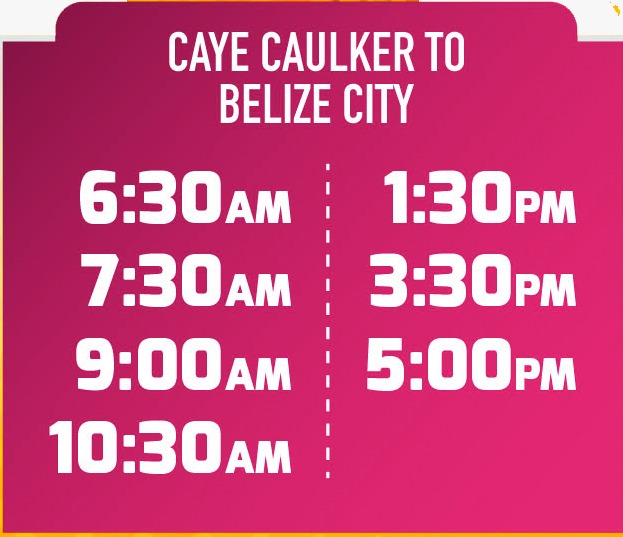 CAYE CAULKER TO
BELIZE CITY
6:30AM
7:30AM
9:00AM
10:30AM
1:30PM
3:30PM
5:00PM